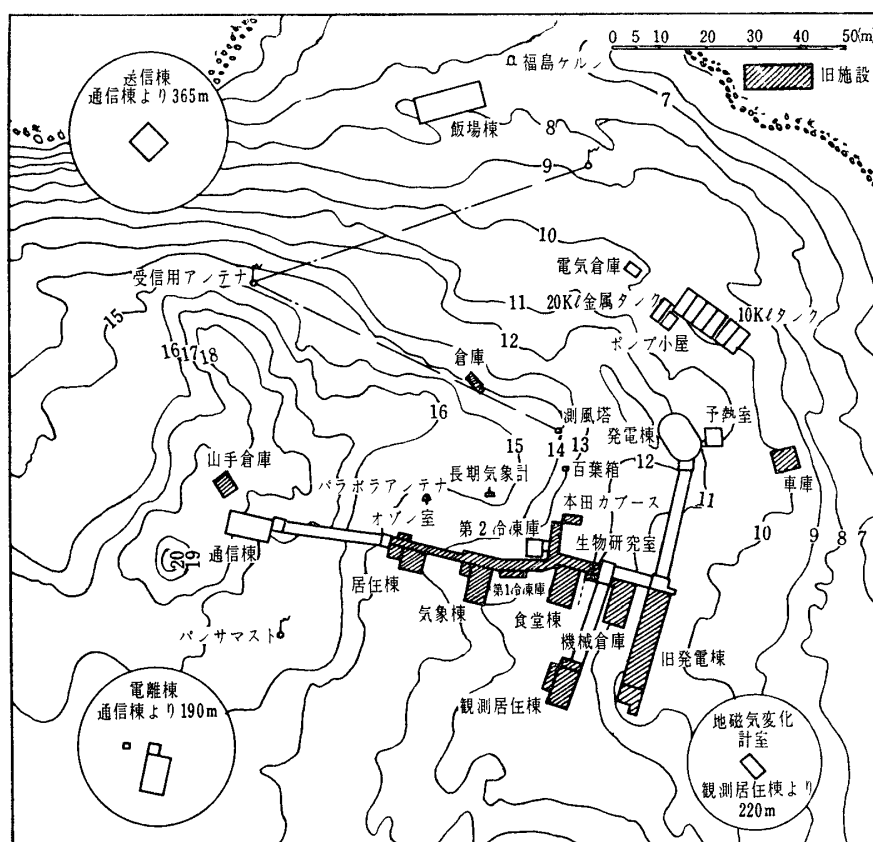 0 5 10 20 30 40 50(m)
旧施設
福島ケルン
送信棟
通信棟より365m
飯場棟
7
8
9
10
電気倉庫
受信用アンテナ
11
20Kℓ金属タンク
10Kℓタンク
ポンプ小屋
15
12
16
17
18
倉庫
16
測風塔
発電棟
予熱室
15
14
13
12
百葉箱
山手倉庫
長期気象計
パラボラアンテナ
車庫
11
本田カブース
オゾン室
第2冷凍庫
10
9
8
7
生物研究室
通信棟
20
19
居住棟
第1冷凍庫
気象棟
食堂棟
機械倉庫
パンサマスト
旧発電棟
電離棟
通信棟より190m
観測居住棟
地磁気変化
計室
観測居住棟より
220m